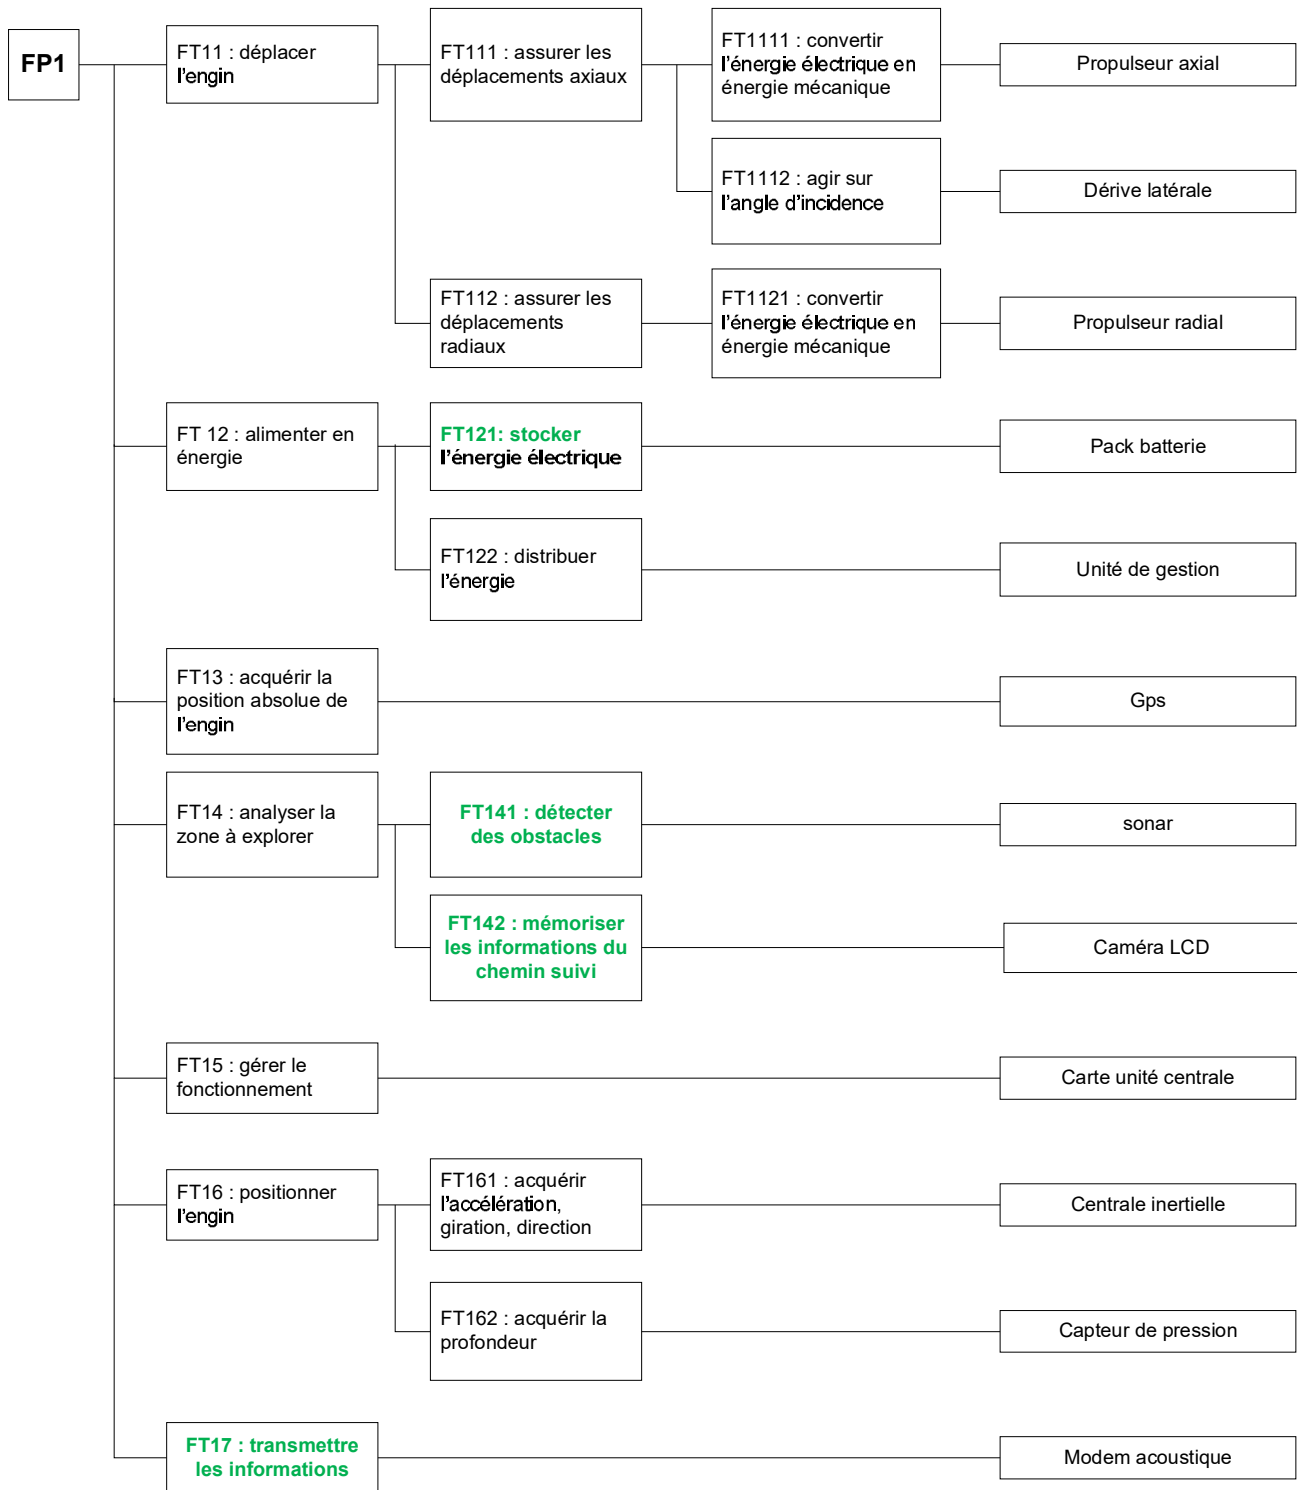 FP1
FT11 : déplacer
l'engin
FT111 : assurer les
déplacements axiaux
FT1111 : convertir
l'énergie électrique en
énergie mécanique
Propulseur axial
FT1112 : agir sur
l'angle d'incidence
Dérive latérale
FT112 : assurer les
déplacements
radiaux
FT1121 : convertir
l'énergie électrique en
énergie mécanique
Propulseur radial
FT 12 : alimenter en
énergie
FT121: stocker
l'énergie électrique
Pack batterie
FT122 : distribuer
l'énergie
Unité de gestion
FT13 : acquérir la
position absolue de
l'engin
Gps
FT14 : analyser la
zone à explorer
FT141 : détecter
des obstacles
sonar
FT142 : mémoriser
les informations du
chemin suivi
Caméra LCD
FT15 : gérer le
fonctionnement
Carte unité centrale
FT16 : positionner
l'engin
FT161 : acquérir
l'accélération,
giration, direction
Centrale inertielle
FT162 : acquérir la
profondeur
Capteur de pression
FT17 : transmettre
les informations
Modem acoustique